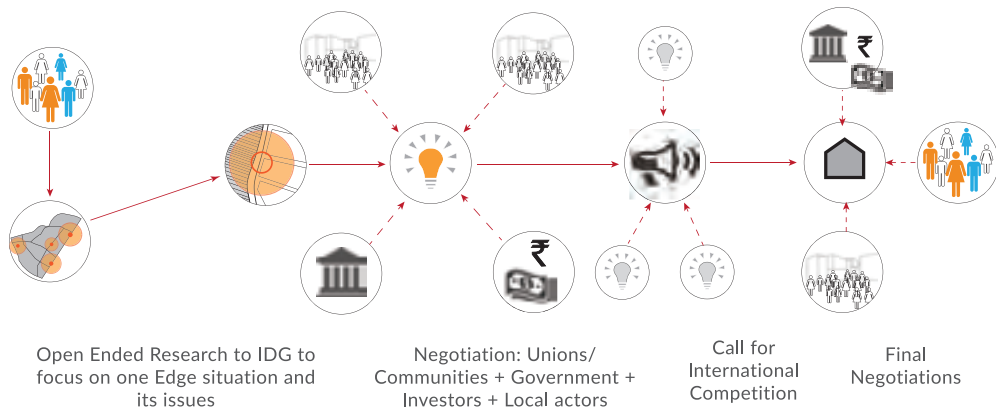 ₹
₹
Open Ended Research to IDG to
focus on one Edge situation and
its issues
Negotiation: Unions/
Communities + Government +
Investors + Local actors
Call for
International
Competition
Final
Negotiations